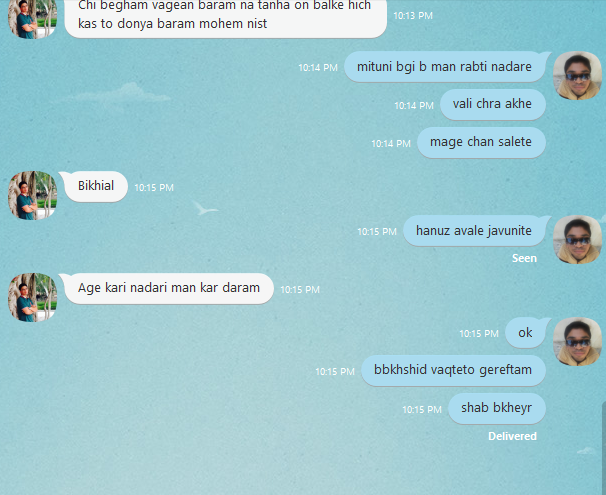 Chi begham vagean baram na tanha on balke hich
kas to donya baram mohem nist
10:13 PM
10:14 PM mituni bgi b man rabti nadare
10:14 PM vali chra akhe
10:14 PM mage chan salete
Bikhial 10:15 PM
10:15 PM hanuz avale javunite
Seen
Age kari nadari man kar daram 10:15 PM
10:15 PM ok
10:15 PM bbkhshid vaqteto gereftam
10:15 PM shab bkheyr
Delivered